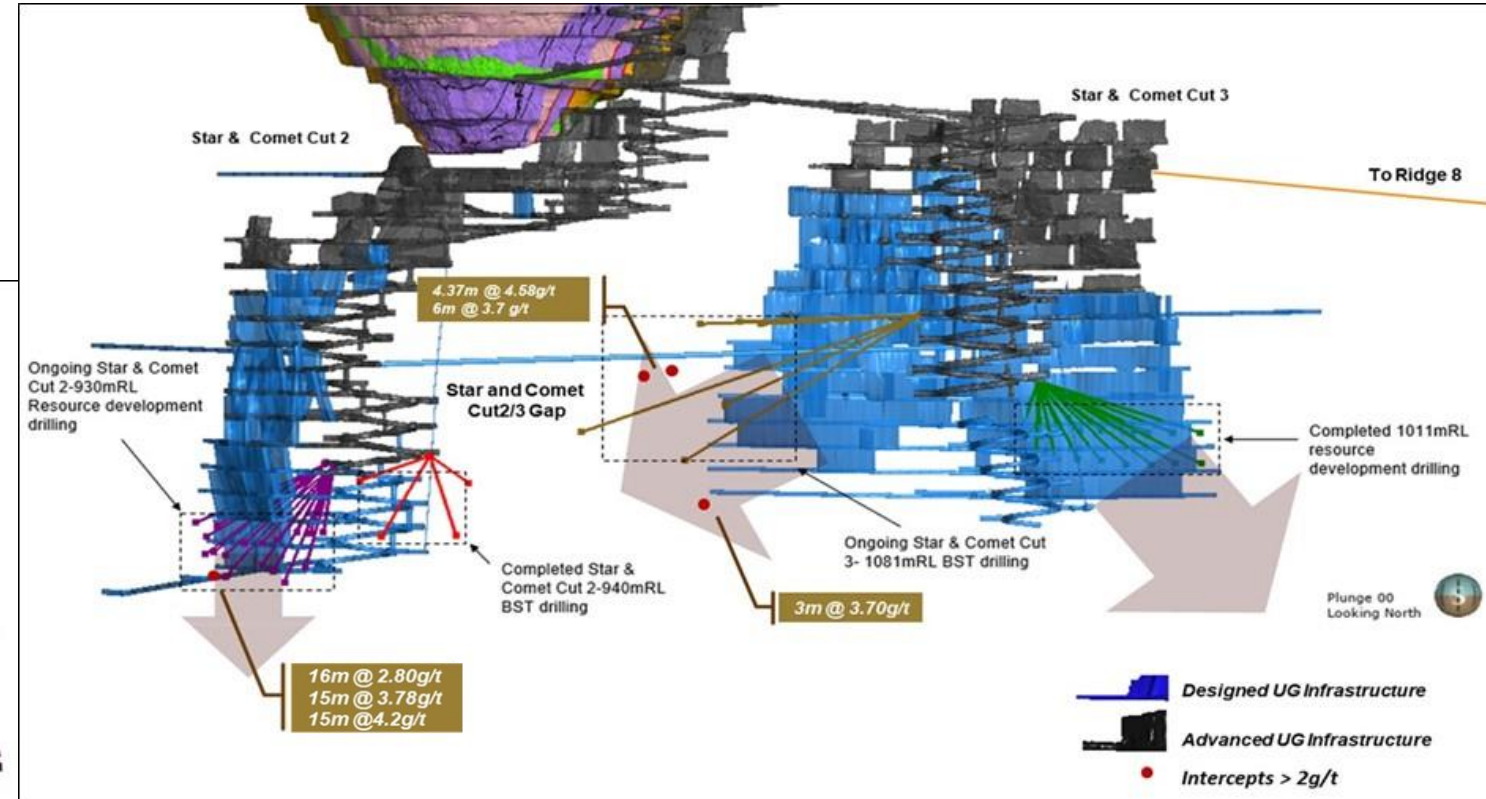 Star & Comet Cut 2
Star & Comet Cut 3
To Ridge 8
4.37m @ 4.58g/t
6m @ 3.7 g/t
Ongoing Star & Comet
Cut 2-930mRL
Resource development
drilling
Star and Comet
Cut2/3 Gap
Completed 1011mRL
resource
development drilling
Ongoing Star & Comet Cut
3- 1081mRL BST drilling
Completed Star &
Comet Cut 2-940mRL
BST drilling
3m @ 3.70g/t
Plunge 00
Looking North
16m @ 2.80g/t
15m @ 3.78g/t
15m @4.2g/t
Designed UG Infrastructure
Advanced UG Infrastructure
Intercepts > 2g/t